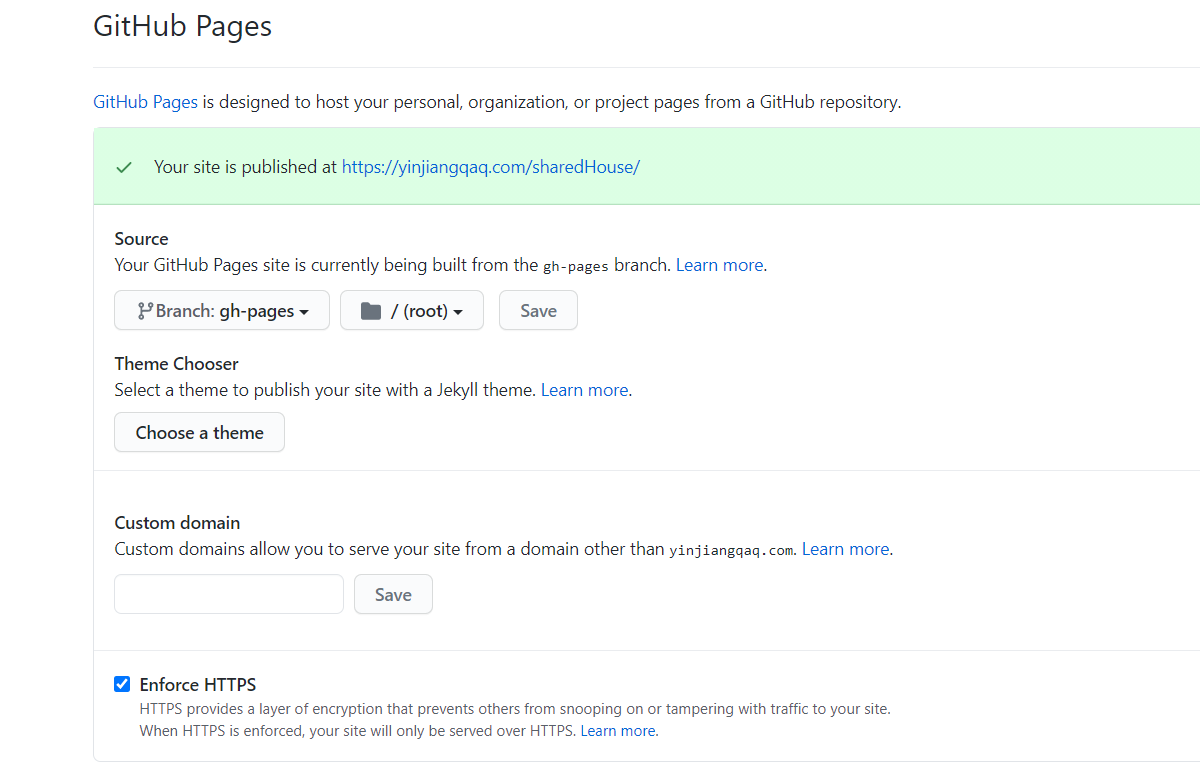 GitHub Pages
GitHub Pages is designed to host your personal, organization, or project pages from a GitHub repository.
Your site is published at https://yinjiangqaq.com/sharedHouse/
Source
Your GitHub Pages site is currently being built from the gh-pages branch. Learn more.
Branch: gh-pages / (root) Save
Theme Chooser
Select a theme to publish your site with a Jekyll theme. Learn more.
Choose a theme
Custom domain
Custom domains allow you to serve your site from a domain other than yinjiangqaq.com. Learn more.
Save
Enforce HTTPS
HTTPS provides a layer of encryption that prevents others from snooping on or tampering with traffic to your site.
When HTTPS is enforced, your site will only be served over HTTPS. Learn more.